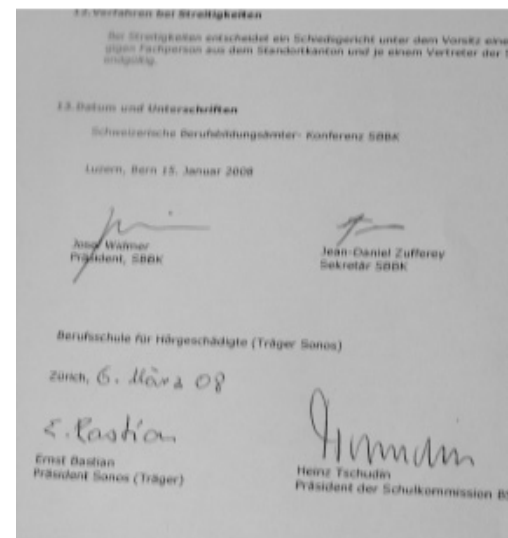 12. Verfahren bei Streitigkeiten
Bei Streitigkeiten entscheidet ein Schiedsgericht unter dem Vorsitz eine
gigen Fachperson aus dem Standortkanton und je einem Vertreter der S
endgültig.
13. Datum und Unterschriften
Schweizerische Berufsbildungsämter- Konferenz SBBK
Luzern, Bern 15. Januar 2008
Josef Widmer
Präsident, SBBK
Jean-Daniel Zufferey
Sekretär SBBK
Berufsschule für Hörgeschädigte (Träger Sonos)
Zürich, 6. März 08
E. Bastian
Ernst Bastian
Präsident Sonos (Träger)
Heinz Tschudin
Präsident der Schulkommission BS